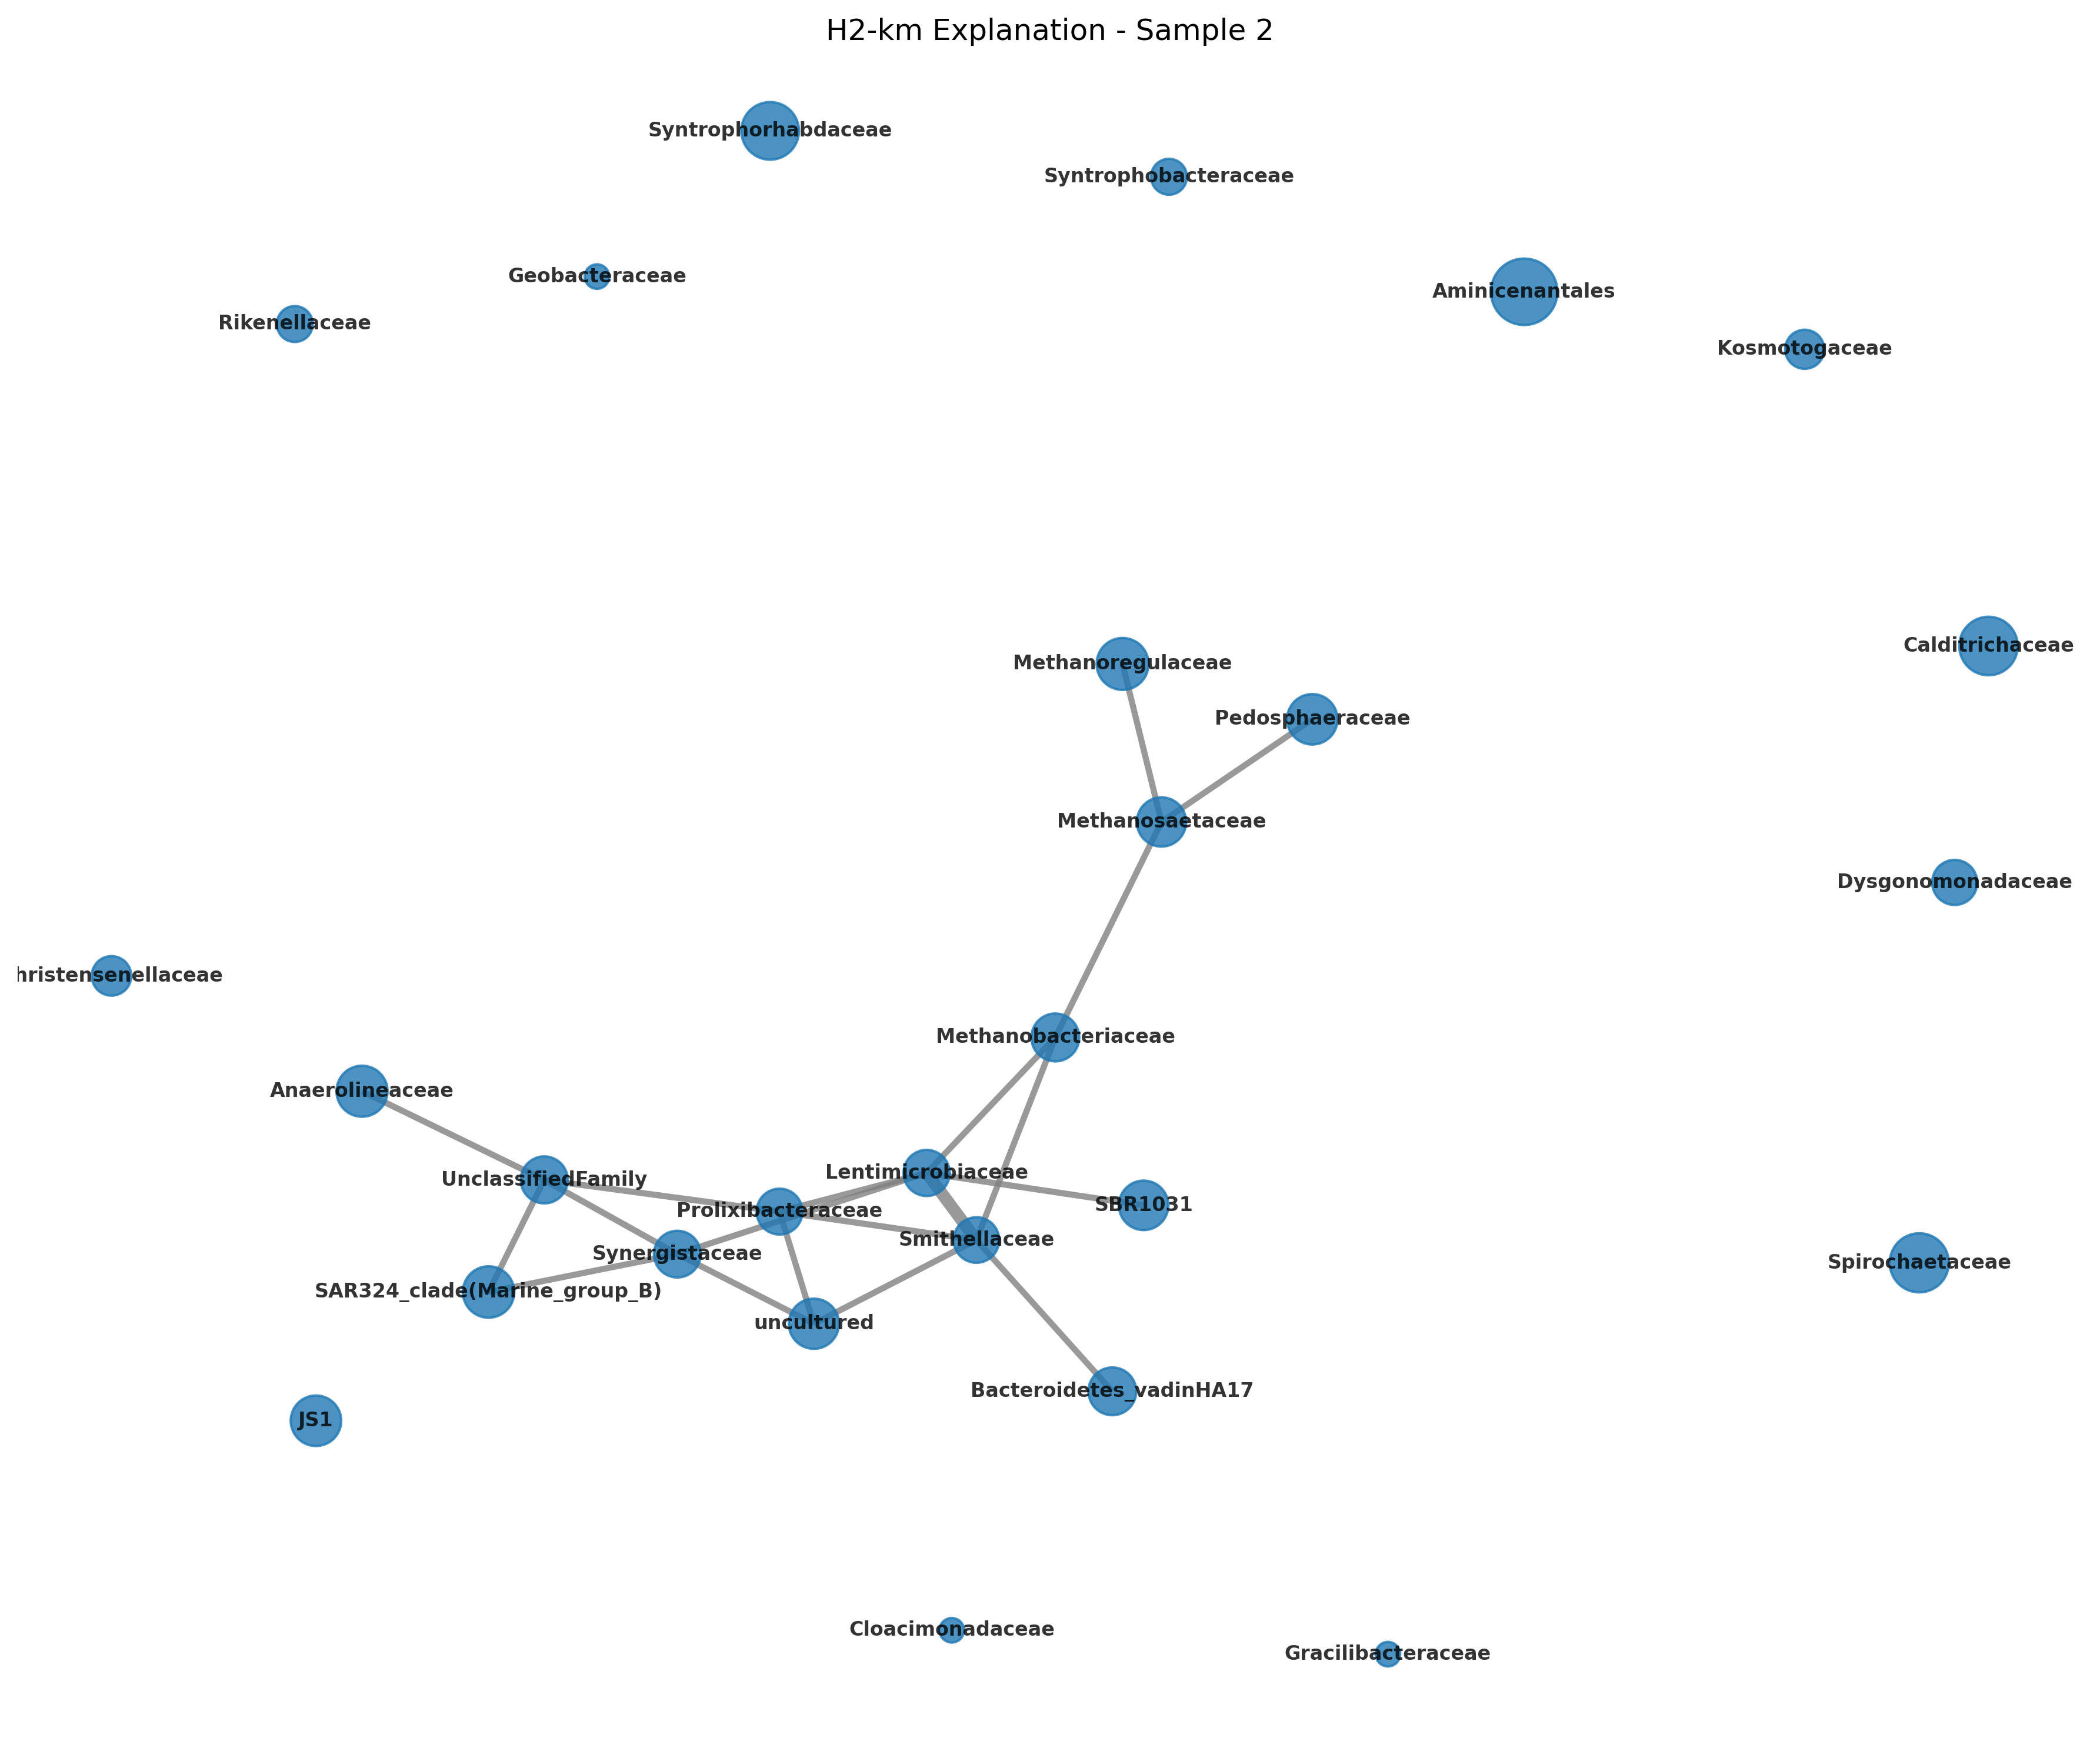 H2-km Explanation - Sample 2
Syntrophorhabdaceae
Syntrophobacteraceae
Geobacteraceae
Aminicenantales
Rikenellaceae
Kosmotogaceae
Calditrichaceae
Methanoregulaceae
Pedosphaeraceae
Methanosaetaceae
Dysgonomonadaceae
hristensenellaceae
Methanobacteriaceae
Anaerolineaceae
Lentimicrobiaceae
UnclassifiedFamily
SBR1031
Prolixibacteraceae
Smithellaceae
Synergistaceae
Spirochaetaceae
SAR324_clade(Marine_group_B)
uncultured
Bacteroidetes_vadinHA17
JS1
Cloacimonadaceae
Gracilibacteraceae